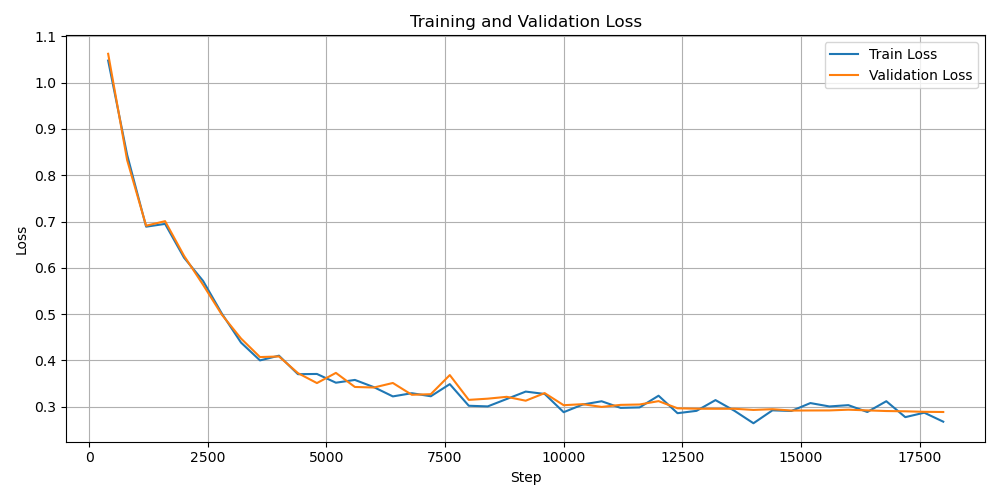 Training and Validation Loss
Train Loss
Validation Loss
Loss
1.1
1.0
0.9
0.8
0.7
0.6
0.5
0.4
0.3
0 2500 5000 7500 10000 12500 15000 17500
Step